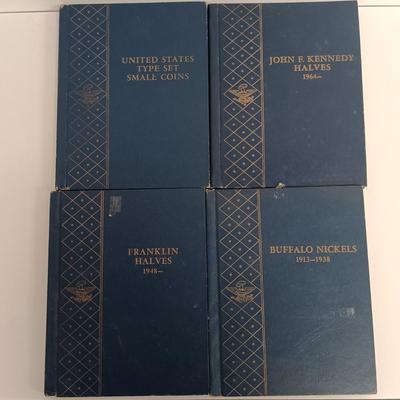 UNITED STATES
TYPE SET
SMALL COINS
JOHN F. KENNEDY
HALVES
1964—
FRANKLIN
HALVES
1948—
BUFFALO NICKELS
1913—1938